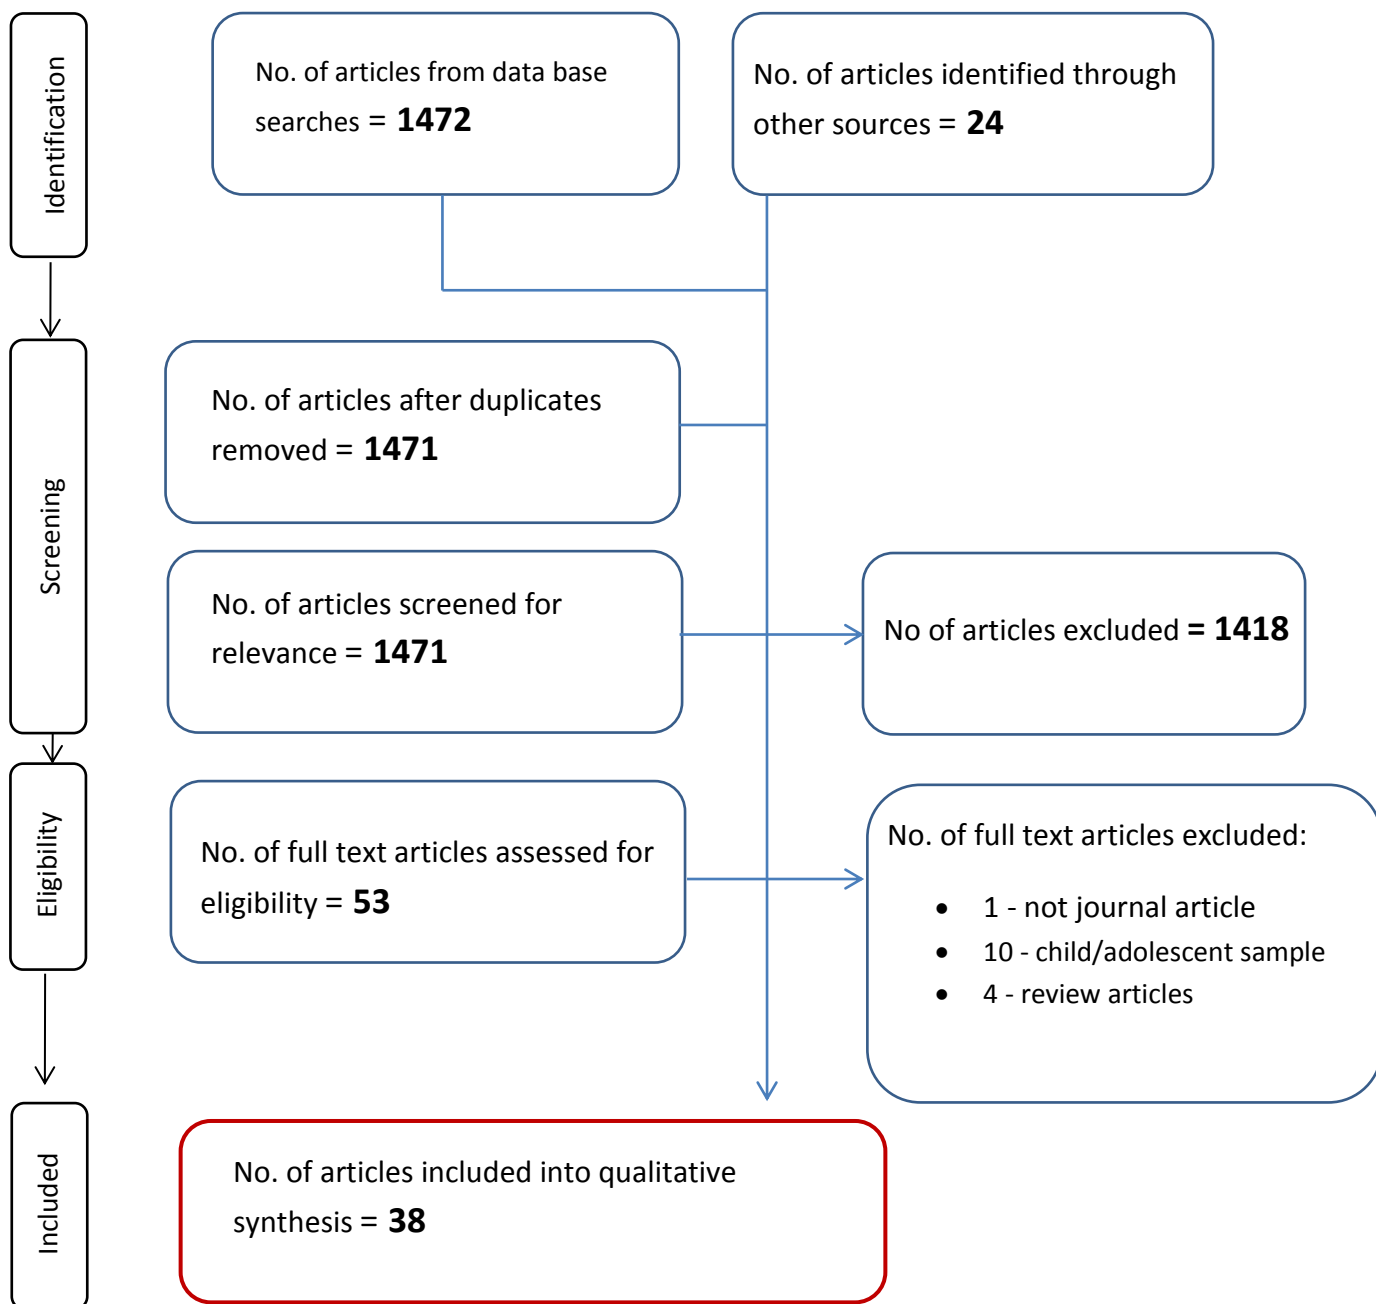 Identification
No. of articles from data base
searches = 1472
No. of articles identified through
other sources = 24
Screening
No. of articles after duplicates
removed = 1471
No. of articles screened for
relevance = 1471
No of articles excluded = 1418
Eligibility
No. of full text articles assessed for
eligibility = 53
No. of full text articles excluded:
• 1 - not journal article
• 10 - child/adolescent sample
• 4 - review articles
Included
No. of articles included into qualitative
synthesis = 38